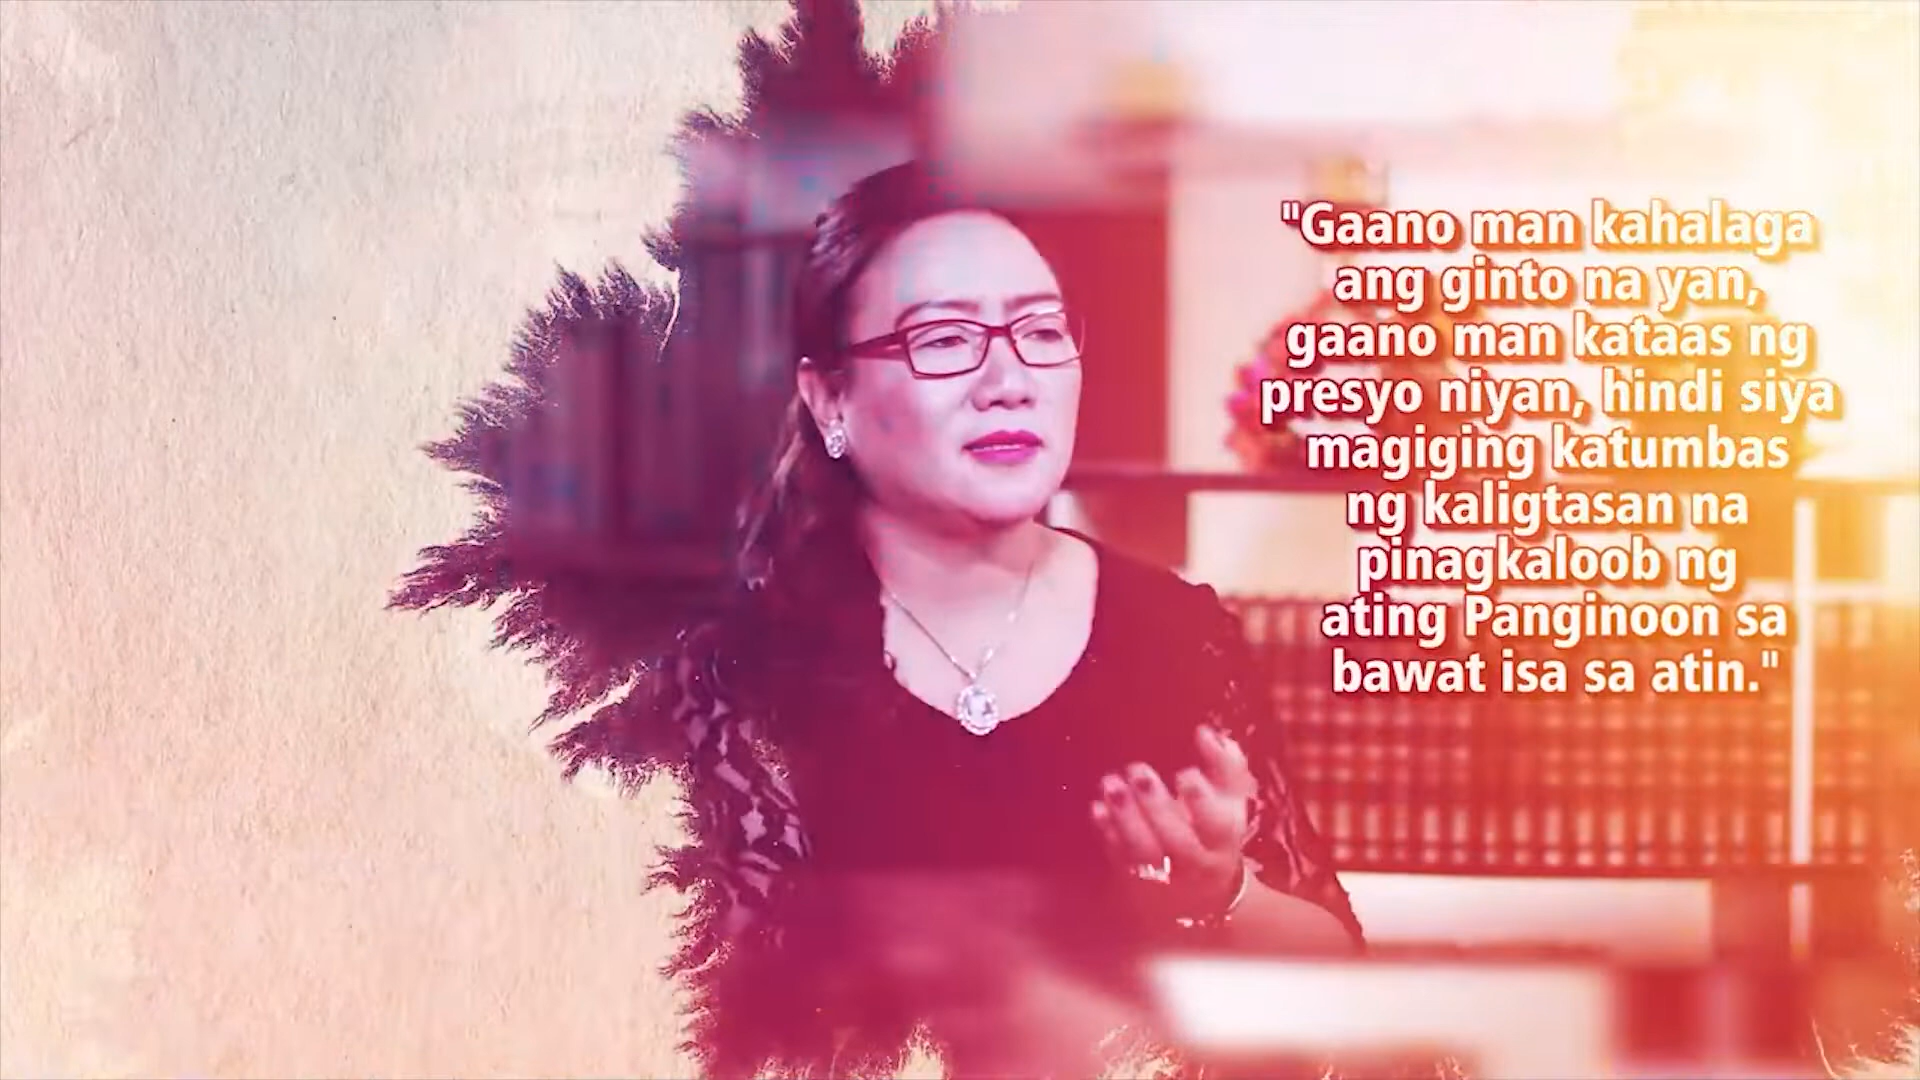 "Gaano man kahalaga
ang ginto na yan,
gaano man kataas ng
presyo niyan, hindi siya
magiging katumbas
ng kaligtasan na
pinagkaloob ng
ating Panginoon sa
bawat isa sa atin."